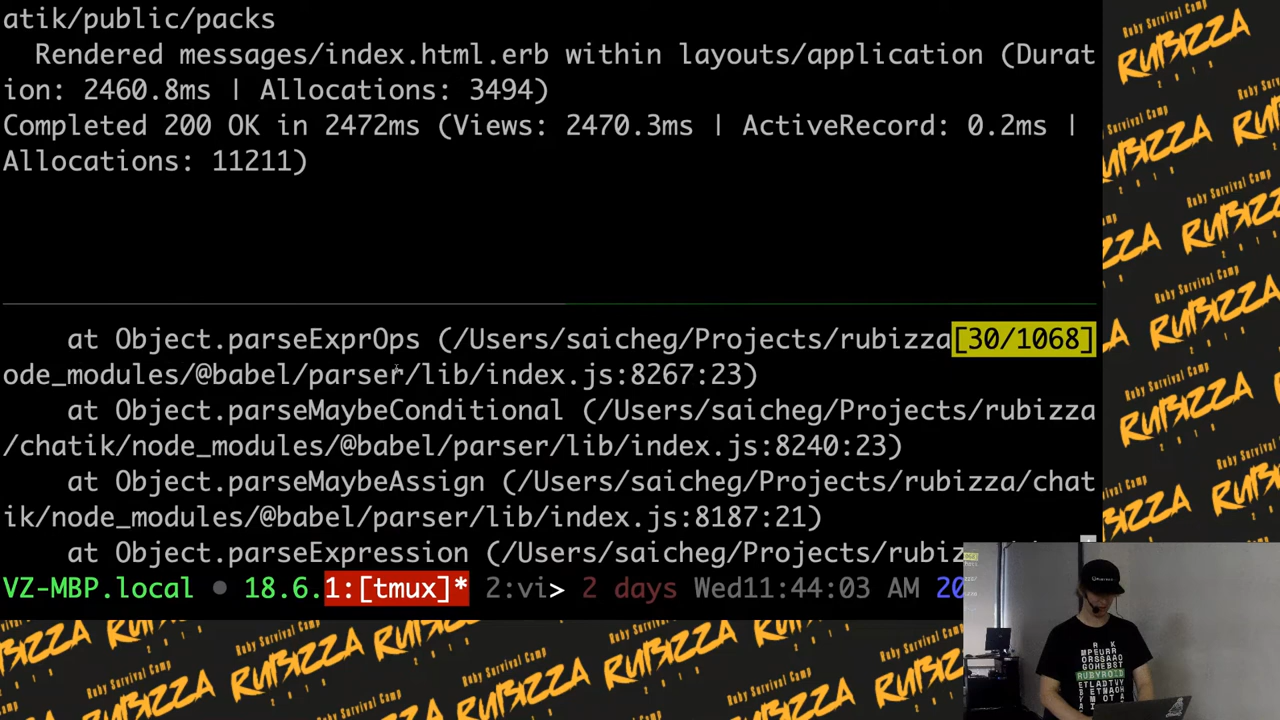 atik/public/packs
Rendered messages/index.html.erb within layouts/application (Durat
ion: 2460.8ms | Allocations: 3494)
Completed 200 OK in 2472ms (Views: 2470.3ms | ActiveRecord: 0.2ms |
Allocations: 11211)
at Object.parseExprOps (/Users/saicheg/Projects/rubizza[30/1068]
ode_modules/@babel/parser/lib/index.js:8267:23)
at Object.parseMaybeConditional (/Users/saicheg/Projects/rubizza
/chatik/node_modules/@babel/parser/lib/index.js:8240:23)
at Object.parseMaybeAssign (/Users/saicheg/Projects/rubizza/chat
ik/node_modules/@babel/parser/lib/index.js:8187:21)
at Object.parseExpression (/Users/saicheg/Projects/rubiz
VZ-MBP.local • 18.6.1:[tmux]* 2:vi> 2 days Wed11:44:03 AM 20
Ruby Survival Camp
RUBIZZA
2019
RUBYROID